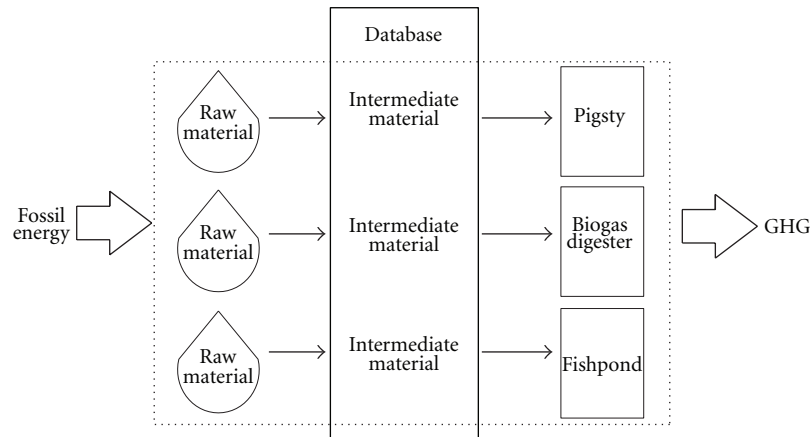 Database
Raw
material
Intermediate
material
Pigsty
Fossil
energy
Raw
material
Intermediate
material
Biogas
digester
GHG
Raw
material
Intermediate
material
Fishpond